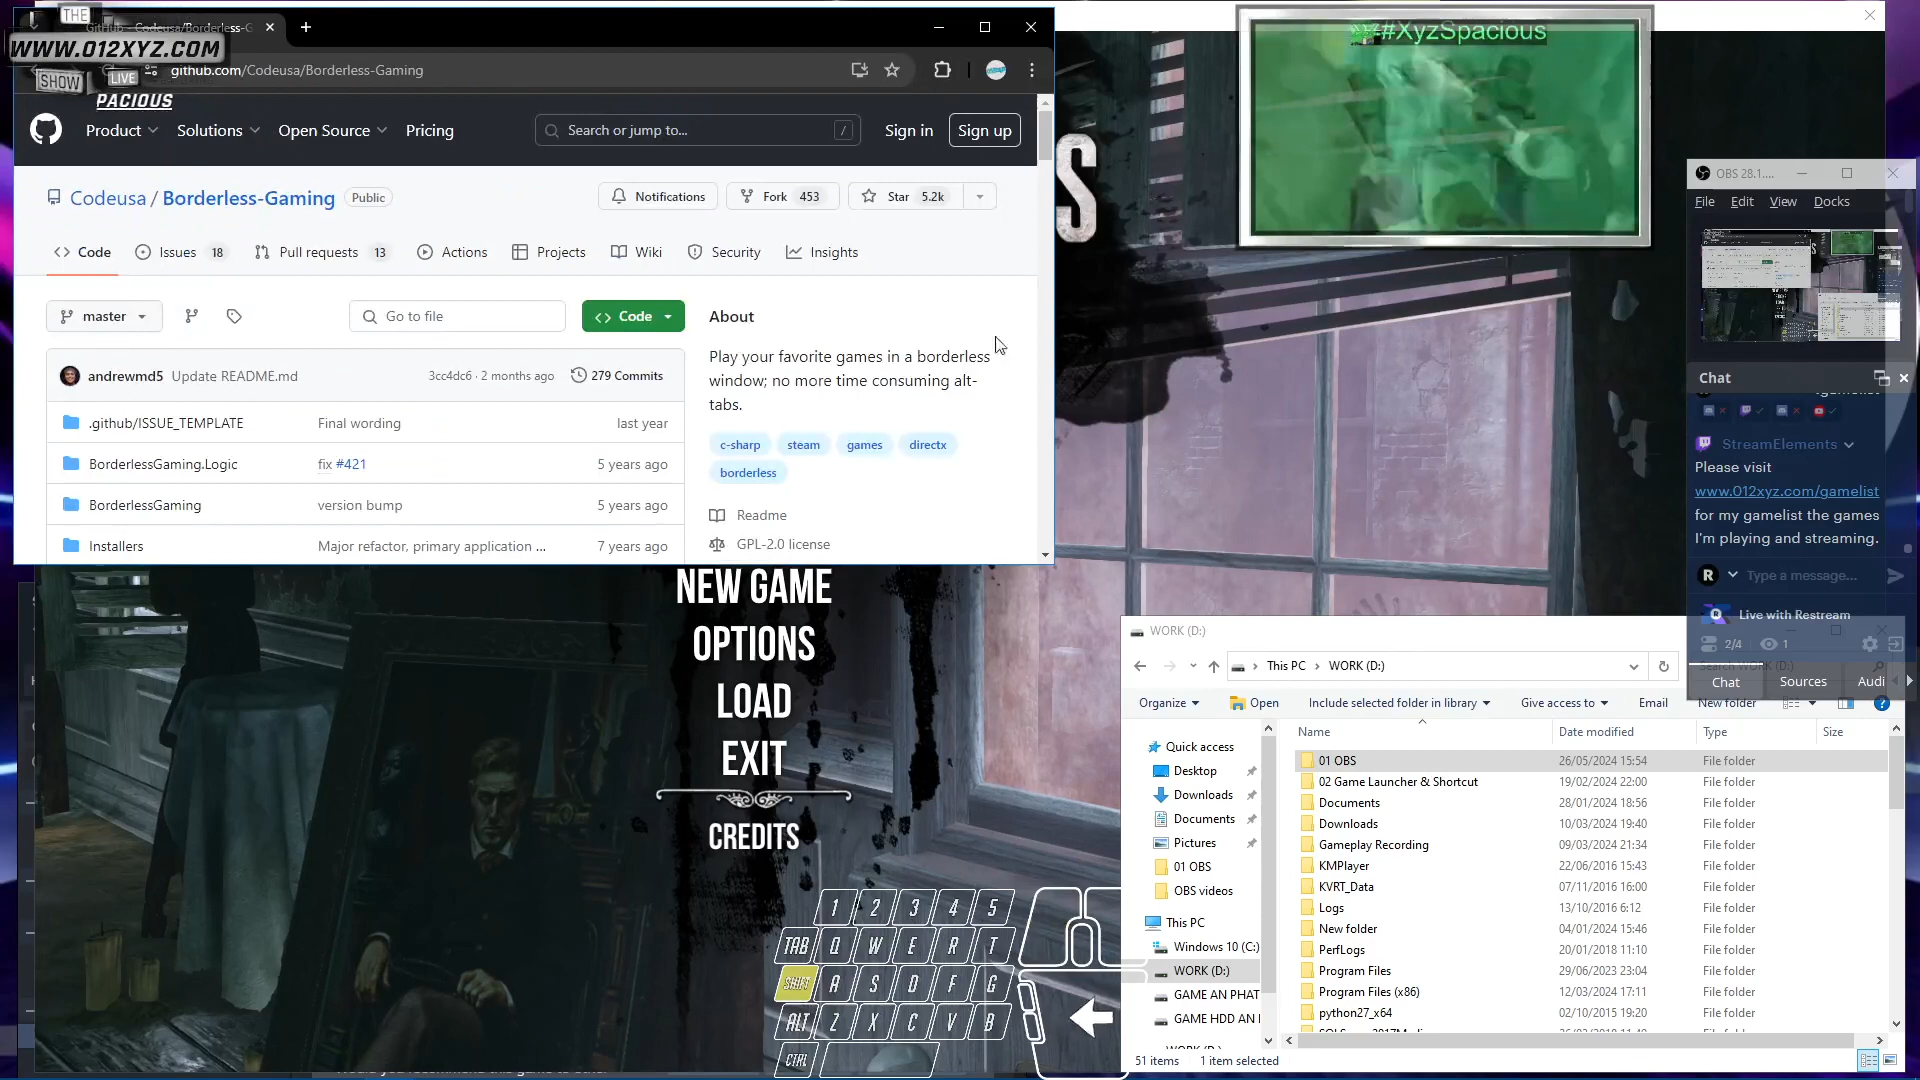 THE
WWW.012XYZ.COM
SHOW
LIVE
PACIOUS
GitHub - Codeusa/Borderless-G
github.com/Codeusa/Borderless-Gaming
Product
Solutions
Open Source
Pricing
Search or jump to...
/
Sign in
Sign up
Codeusa / Borderless-Gaming
Public
Notifications
Fork 453
Star 5.2k
Code
Issues 18
Pull requests 13
Actions
Projects
Wiki
Security
Insights
master
Go to file
Code
andrewmd5 Update README.md
3cc4dc6 · 2 months ago
279 Commits
.github/ISSUE_TEMPLATE
Final wording
last year
BorderlessGaming.Logic
fix #421
5 years ago
BorderlessGaming
version bump
5 years ago
Installers
Major refactor, primary application ...
7 years ago
About
Play your favorite games in a borderless
window; no more time consuming alt-
tabs.
c-sharp
steam
games
directx
borderless
Readme
GPL-2.0 license
##XyzSpacious
S
NEW GAME
OPTIONS
LOAD
EXIT
CREDITS
1 2 3 4 5
TAB Q W E R T
SHIFT A S D F G
ALT Z X C V B
CTRL
OBS 28.1....
File Edit View Docks
Chat
StreamElements
Please visit
www.012xyz.com/gamelist
for my gamelist the games
I'm playing and streaming.
R
Type a message...
Live with Restream
2/4
1
Search WORK (D:)
Chat
Sources
Audi
WORK (D:)
This PC
WORK (D:)
Organize
Open
Include selected folder in library
Give access to
Email
New folder
Name
Date modified
Type
Size
Quick access
Desktop
Downloads
Documents
Pictures
01 OBS
OBS videos
This PC
Windows 10 (C:)
WORK (D:)
GAME AN PHAT
GAME HDD AN
01 OBS 26/05/2024 15:54 File folder
02 Game Launcher & Shortcut 19/02/2024 22:00 File folder
Documents 28/01/2024 18:56 File folder
Downloads 10/03/2024 19:40 File folder
Gameplay Recording 09/03/2024 21:34 File folder
KMPlayer 22/06/2016 15:43 File folder
KVRT_Data 07/11/2016 16:00 File folder
Logs 13/10/2016 6:12 File folder
New folder 04/01/2024 15:46 File folder
PerfLogs 20/01/2018 11:10 File folder
Program Files 29/06/2023 23:04 File folder
Program Files (x86) 12/03/2024 17:11 File folder
python27_x64 02/10/2015 19:20 File folder
51 items
1 item selected